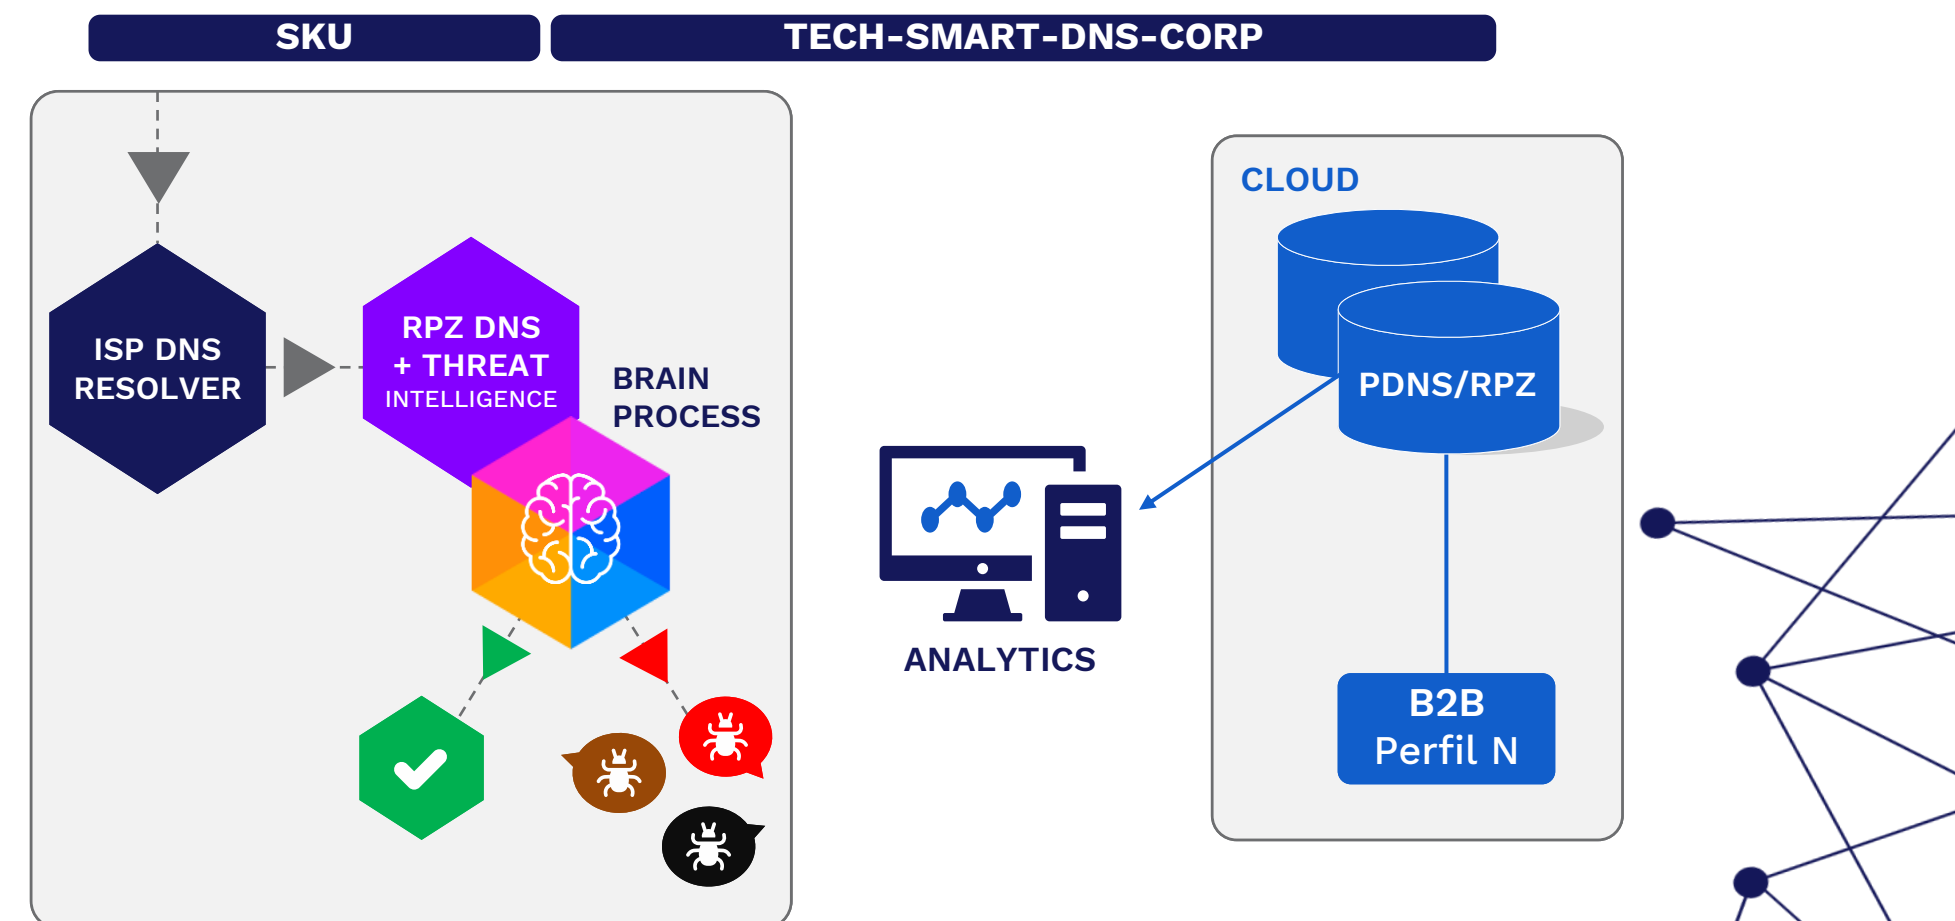 SKU
TECH-SMART-DNS-CORP
ISP DNS
RESOLVER
RPZ DNS
+ THREAT
INTELLIGENCE
BRAIN
PROCESS
ANALYTICS
CLOUD
PDNS/RPZ
B2B
Perfil N